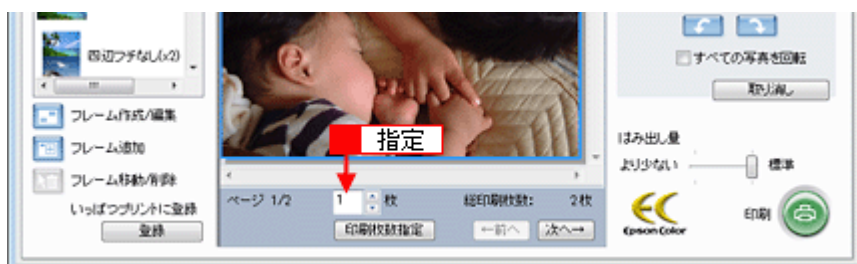 四辺フチなし(x2)
フレーム作成/編集
フレーム追加
フレーム移動/削除
いっぱつプリントに登録
登録
指定
ページ 1/2
1
枚
総印刷枚数:
2枚
印刷枚数指定
←前へ
次へ→
すべての写真を回転
取り消し
はみ出し量
より少ない
標準
Epson Color
印刷